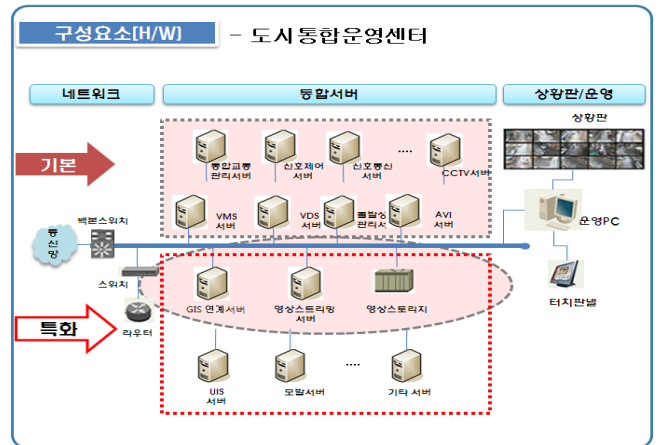 구성요소[H/W]
- 도시통합운영센터
네트워크
통합서버
상황판/운영
상황판
기본
통합교통
관리서버
신호제어
서버
신호통신
서버
....
CCTV서버
백본스위치
VMS
서버
VDS
서버
돌발상
관리서
AVI
서버
운영PC
통
신
망
스위치
GIS 연계서버
영상스트리밍
서버
영상스토리지
터치판넬
특화
라우터
UIS
서버
모발서버
....
기타 서버